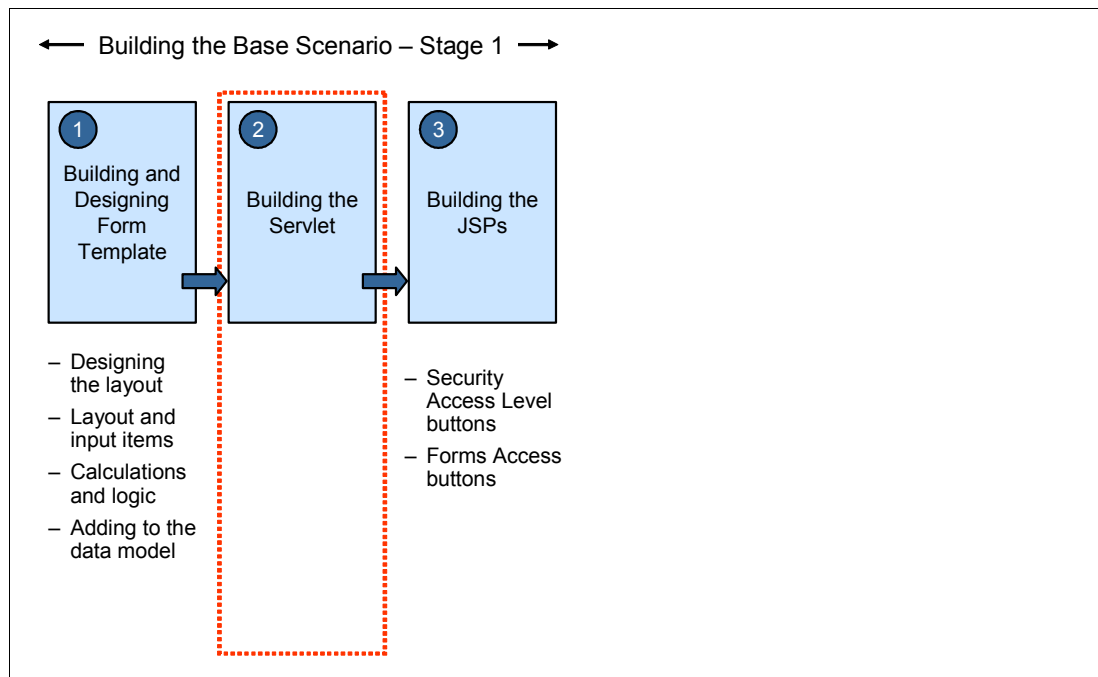 Building the Base Scenario – Stage 1
1
Building and
Designing
Form
Template
2
Building the
Servlet
3
Building the
JSPs
– Designing
the layout
– Layout and
input items
– Calculations
and logic
– Adding to the
data model
– Security
Access Level
buttons
– Forms Access
buttons